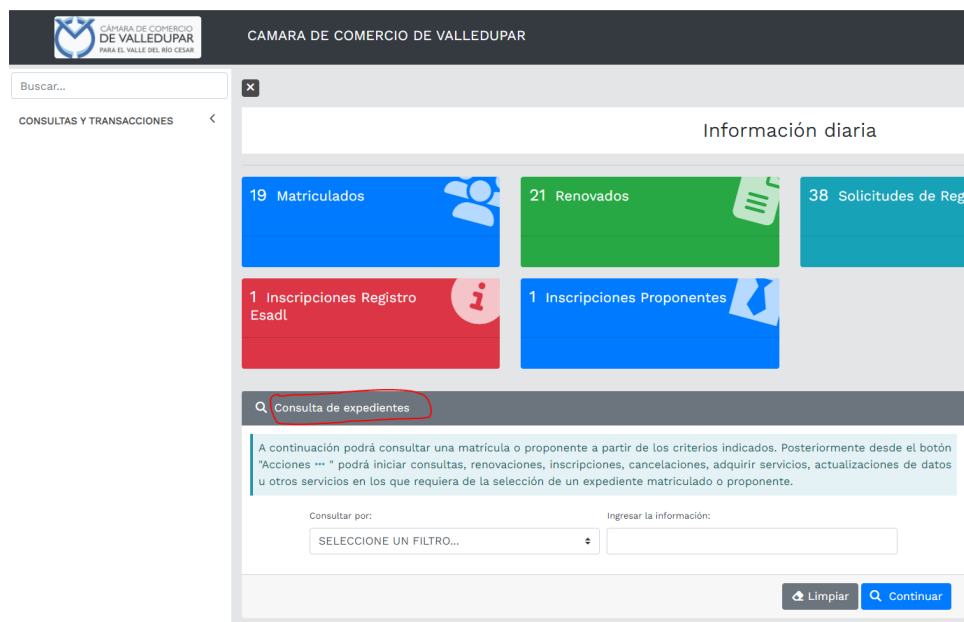 CÁMARA DE COMERCIO
DE VALLEDUPAR
PARA EL VALLE DEL RÍO CESAR
CAMARA DE COMERCIO DE VALLEDUPAR
Buscar...
CONSULTAS Y TRANSACCIONES
Información diaria
19 Matriculados
21 Renovados
38 Solicitudes de Reg
1 Inscripciones Registro
Esadl
1 Inscripciones Proponentes
Consulta de expedientes
A continuación podrá consultar una matrícula o proponente a partir de los criterios indicados. Posteriormente desde el botón
"Acciones ··· " podrá iniciar consultas, renovaciones, inscripciones, cancelaciones, adquirir servicios, actualizaciones de datos
u otros servicios en los que requiera de la selección de un expediente matriculado o proponente.
Consultar por:
Ingresar la información:
SELECCIONE UN FILTRO...
Limpiar
Continuar